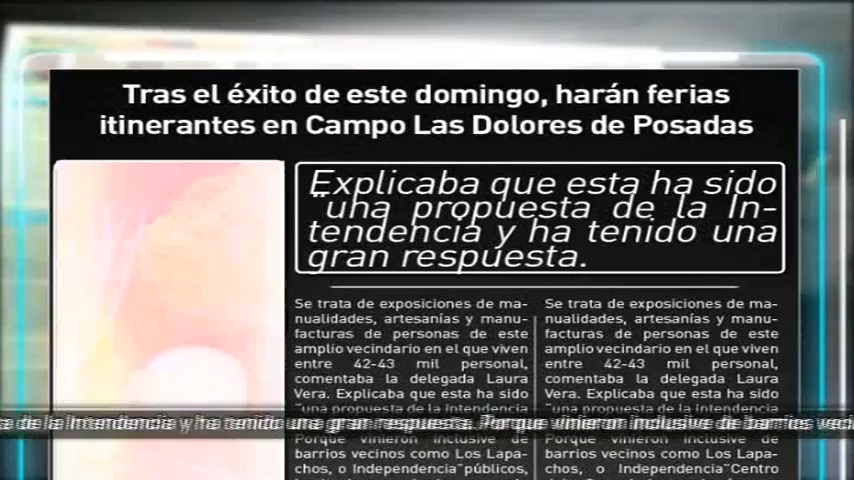 Tras el éxito de este domingo, harán ferias
itinerantes en Campo Las Dolores de Posadas
Explicaba que esta ha sido
¨una propuesta de la In-
tendencia y ha tenido una
gran respuesta.
Se trata de exposiciones de ma-
nualidades, artesanías y manu-
facturas de personas de este
amplio vecindario en el que viven
entre 42-43 mil personal,
comentaba la delegada Laura
Vera. Explicaba que esta ha sido
¨una propuesta de la Intendencia
Porque vinieron inclusive de
barrios vecinos como Los Lapa-
chos, o Independencia¨públicos,
Se trata de exposiciones de ma-
nualidades, artesanías y manu-
facturas de personas de este
amplio vecindario en el que viven
entre 42-43 mil personal,
comentaba la delegada Laura
Vera. Explicaba que esta ha sido
¨una propuesta de la Intendencia
Porque vinieron inclusive de
barrios vecinos como Los Lapa-
chos, o Independencia¨Centro
de la Intendencia y ha tenido una gran respuesta. Porque vinieron inclusive de barrios